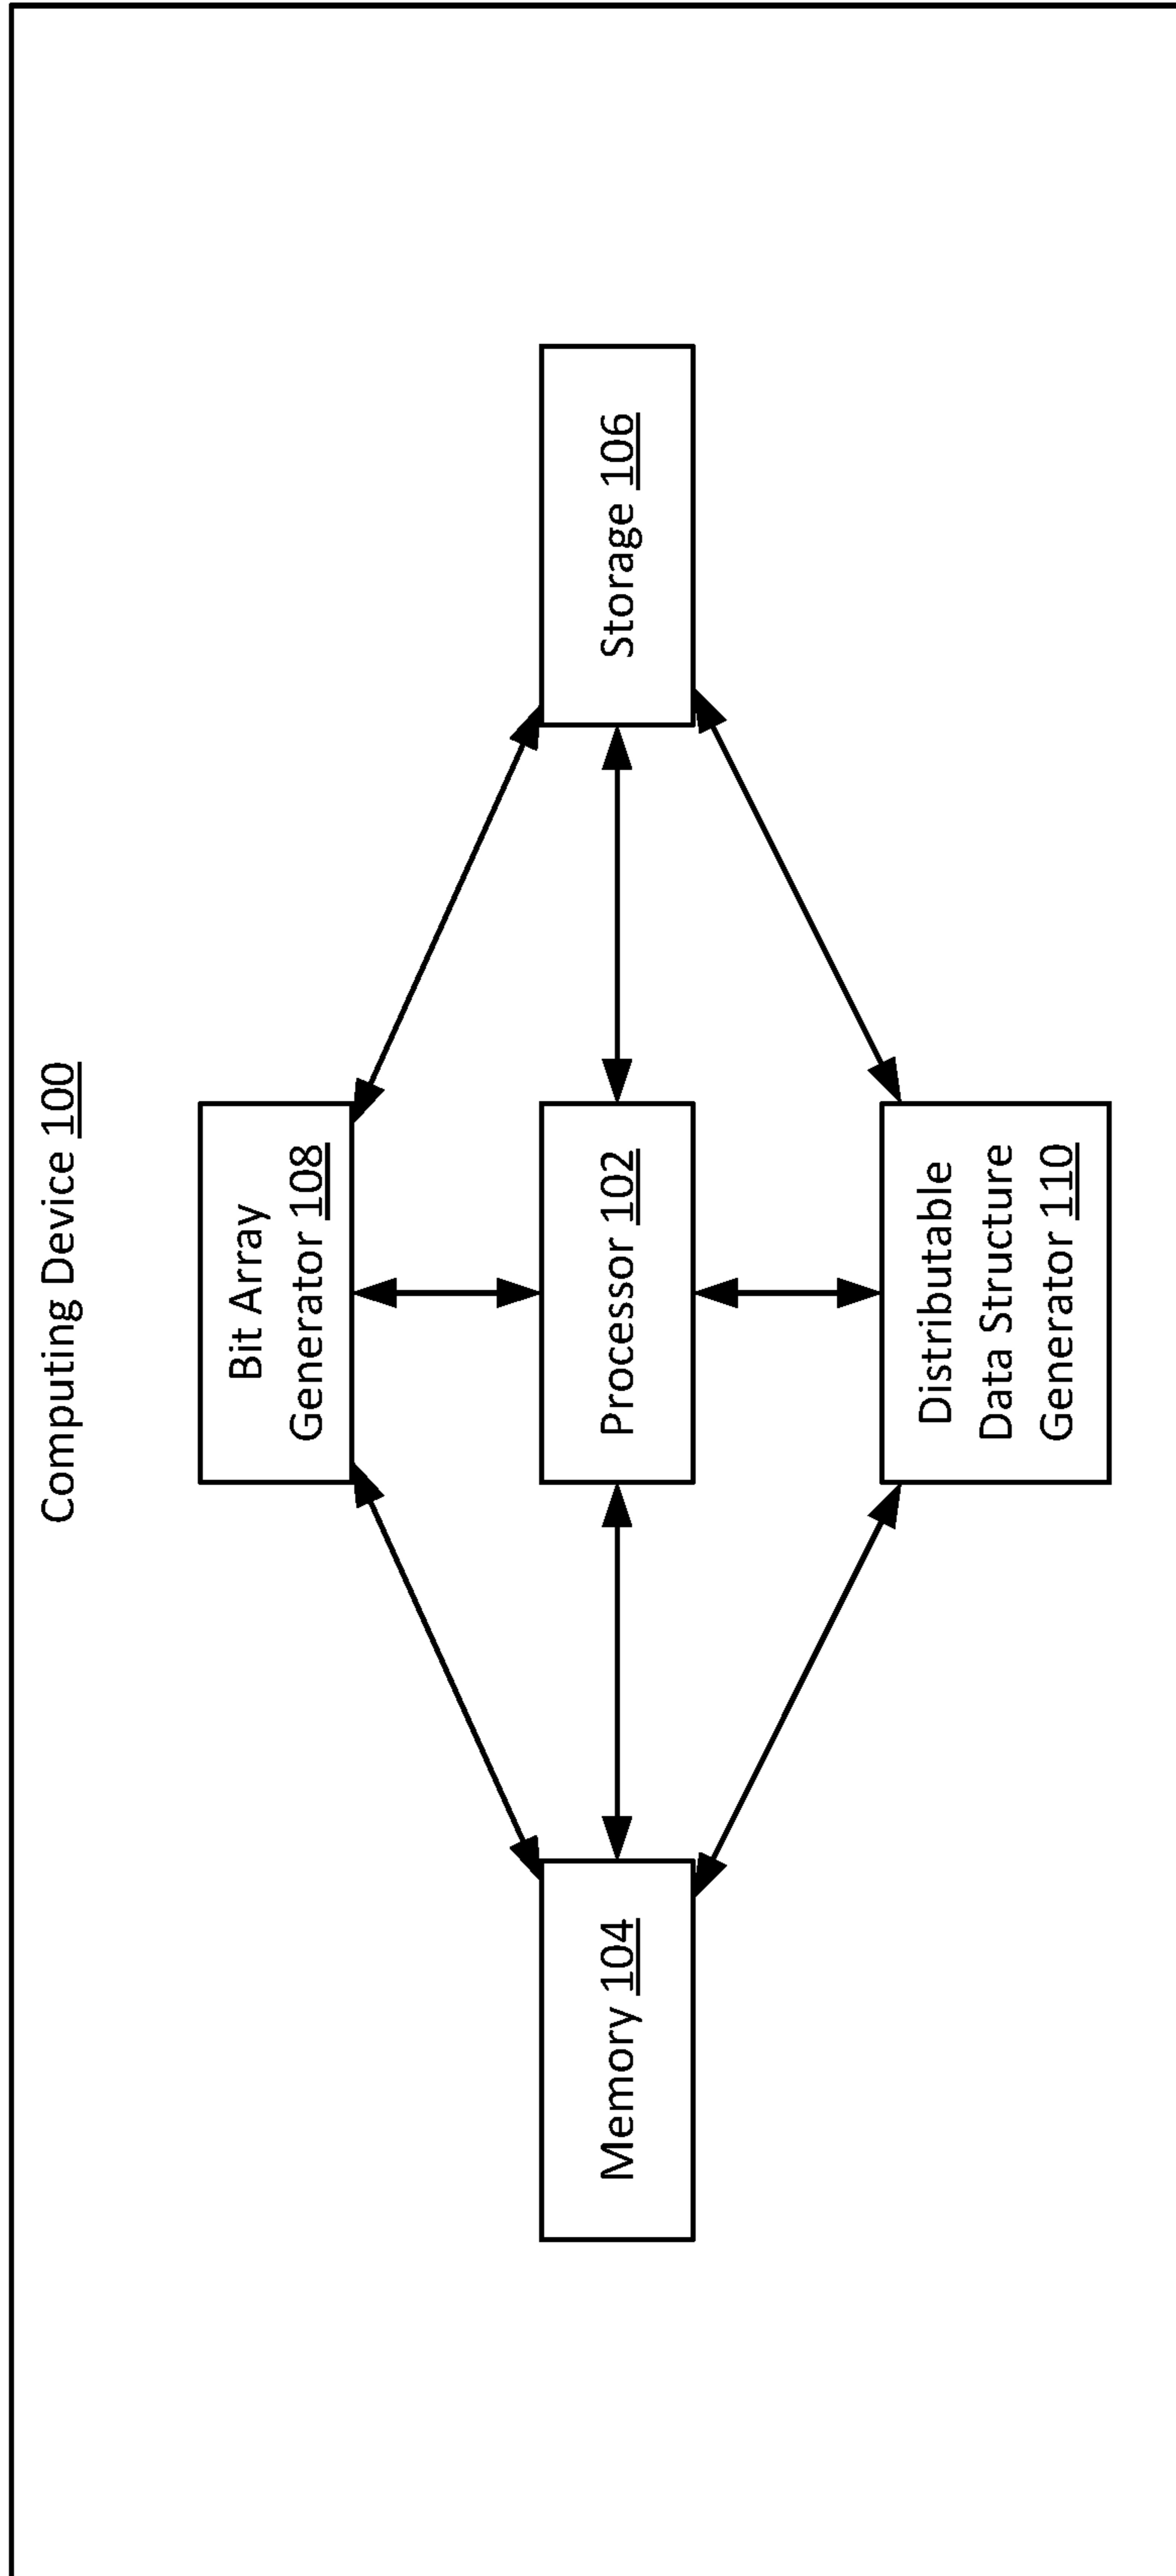 Computing Device 100
Bit Array
Generator 108
Memory 104
Processor 102
Storage 106
Distributable
Data Structure
Generator 110